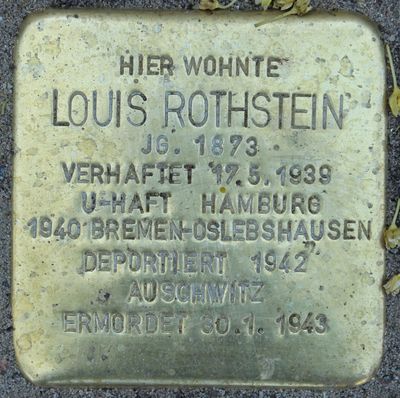 HIER WOHNTE
LOUIS ROTHSTEIN
JG. 1873
VERHAFTET 17.5.1939
U-HAFT HAMBURG
1940 BREMEN-OSLEBSHAUSEN
DEPORTIERT 1942
AUSCHWITZ
ERMORDET 30.1.1943